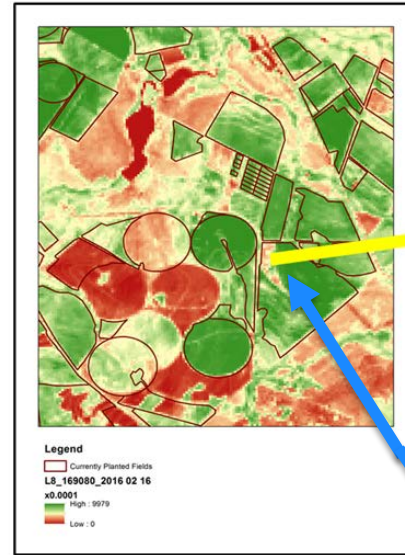 Legend
Currently Planted Fields
L8_169080_2016 02 16
x0.0001
High : 9979
Low : 0